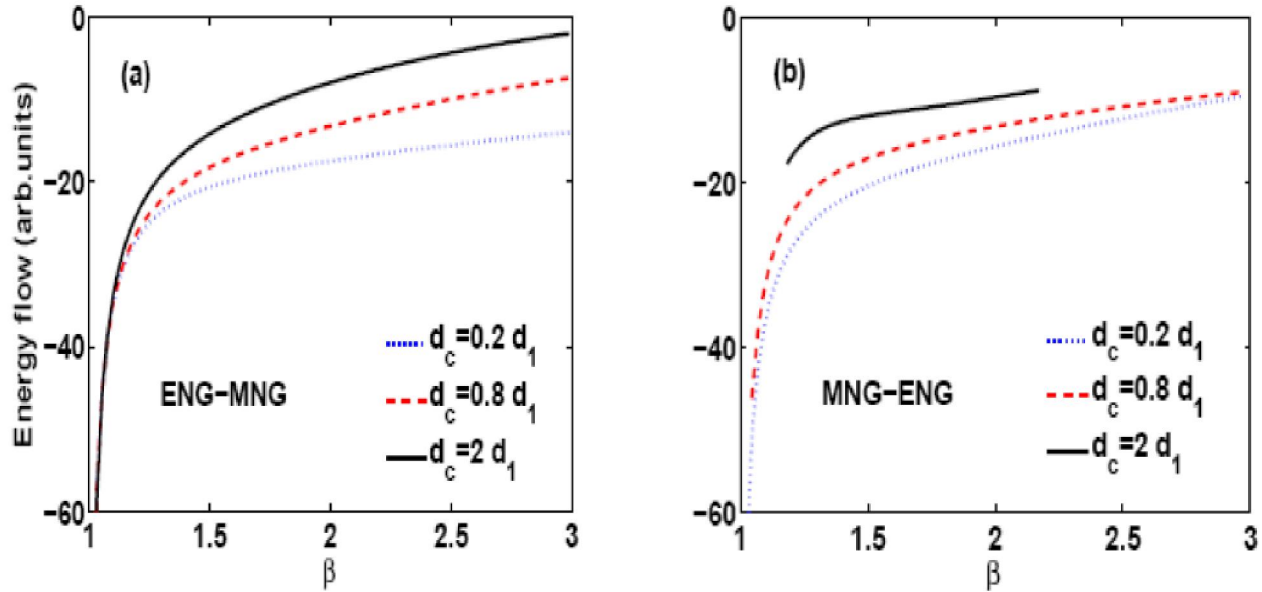 Energy flow (arb.units)
0
−20
−40
−60
(a)
ENG−MNG
d_c=0.2 d_1
d_c=0.8 d_1
d_c=2 d_1
1
1.5
2
2.5
3
β
0
−20
−40
−60
(b)
MNG−ENG
d_c=0.2 d_1
d_c=0.8 d_1
d_c=2 d_1
1
1.5
2
2.5
3
β